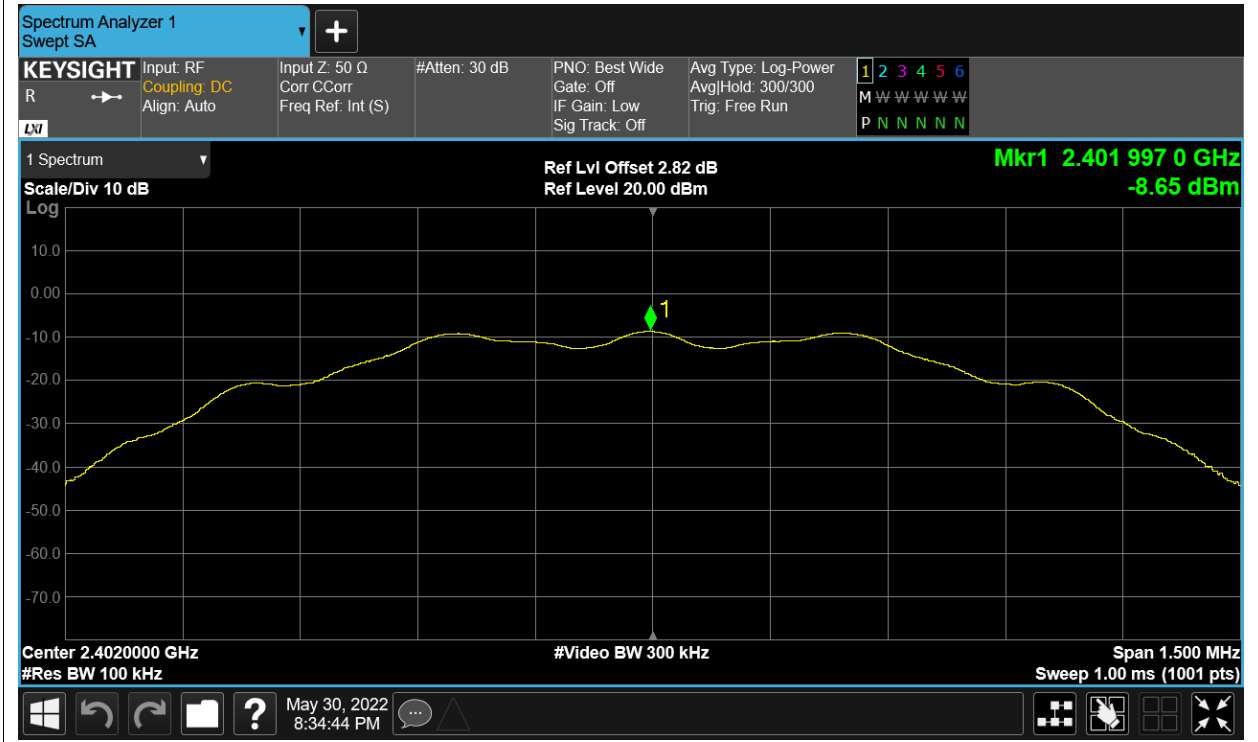 Spectrum Analyzer 1
Swept SA
+
KEYSIGHT
R
LXI
Input: RF
Coupling: DC
Align: Auto
Input Z: 50 Ω
Corr CCorr
Freq Ref: Int (S)
#Atten: 30 dB
PNO: Best Wide
Gate: Off
IF Gain: Low
Sig Track: Off
Avg Type: Log-Power
Avg|Hold: 300/300
Trig: Free Run
1 2 3 4 5 6
M W W W W W W
P N N N N N N
1 Spectrum
Scale/Div 10 dB
Log
Ref Lvl Offset 2.82 dB
Ref Level 20.00 dBm
Mkr1 2.401 997 0 GHz
-8.65 dBm
10.0
0.00
1
-10.0
-20.0
-30.0
-40.0
-50.0
-60.0
-70.0
Center 2.4020000 GHz
#Video BW 300 kHz
Span 1.500 MHz
#Res BW 100 kHz
Sweep 1.00 ms (1001 pts)
?
May 30, 2022
8:34:44 PM